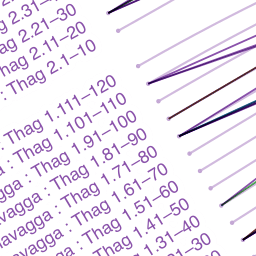 2.31–
ag 2.21–30
Thag 2.11–20
: Thag 2.1–10
: Thag 1.111–120
a : Thag 1.101–110
gga : Thag 1.91–100
vagga : Thag 1.81–90
avagga : Thag 1.71–80
vagga : Thag 1.61–70
agga : Thag 1.51–60
gga : Thag 1.41–50
Thag 1.31–40
1.21–30